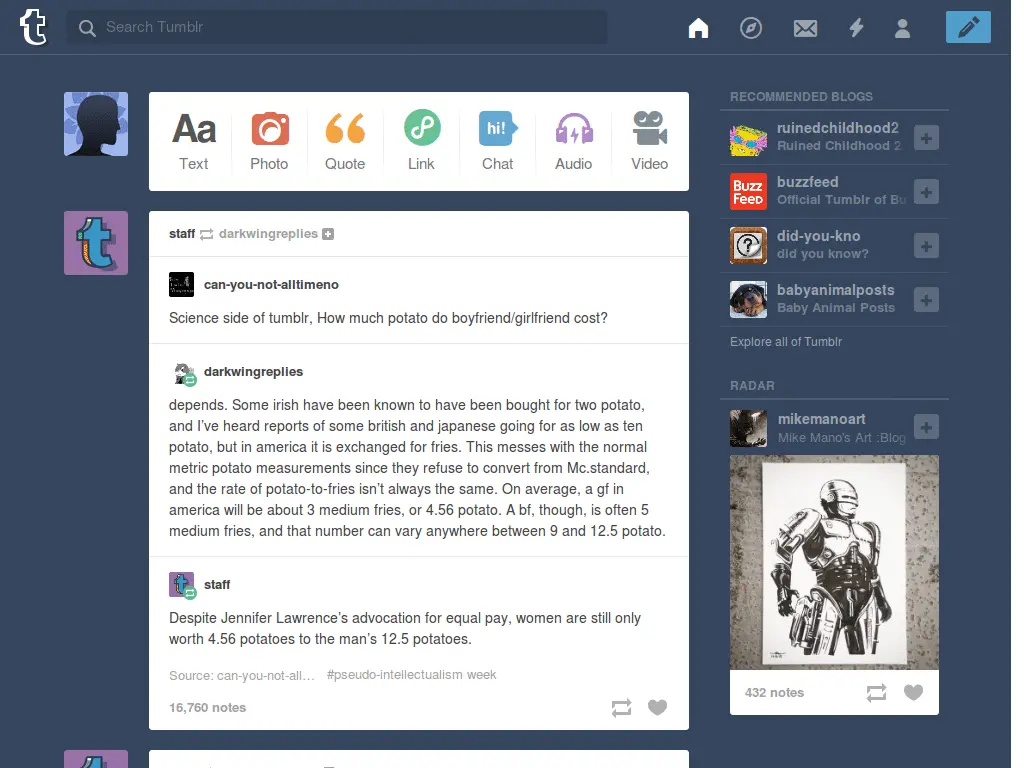 t
Search Tumblr
Aa
hi!
Text
Photo
Quote
Link
Chat
Audio
Video
t
staff darkwingreplies
can-you-not-alltimeno
Science side of tumblr, How much potato do boyfriend/girlfriend cost?
darkwingreplies
depends. Some irish have been known to have been bought for two potato,
and I've heard reports of some british and japanese going for as low as ten
potato, but in america it is exchanged for fries. This messes with the normal
metric potato measurements since they refuse to convert from Mc.standard,
and the rate of potato-to-fries isn't always the same. On average, a gf in
america will be about 3 medium fries, or 4.56 potato. A bf, though, is often 5
medium fries, and that number can vary anywhere between 9 and 12.5 potato.
staff
Despite Jennifer Lawrence's advocation for equal pay, women are still only
worth 4.56 potatoes to the man's 12.5 potatoes.
Source: can-you-not-all... #pseudo-intellectualism week
16,760 notes
RECOMMENDED BLOGS
ruinedchildhood2
Ruined Childhood 2
Buzz
Feed
buzzfeed
Official Tumblr of Bu
did-you-kno
did you know?
babyanimalposts
Baby Animal Posts
Explore all of Tumblr
RADAR
mikemanoart
Mike Mano's Art :Blog
432 notes